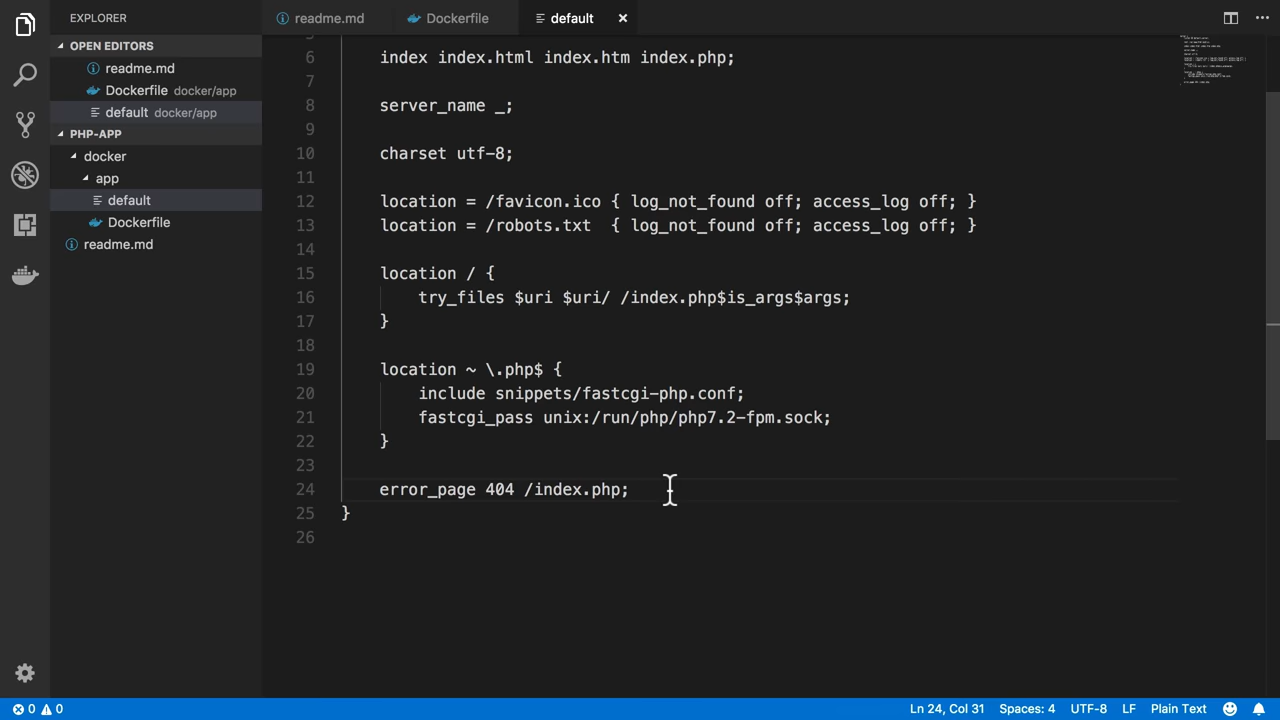 EXPLORER
OPEN EDITORS
readme.md
Dockerfile docker/app
default docker/app
PHP-APP
docker
app
default
Dockerfile
readme.md
readme.md
Dockerfile
default
6 index index.html index.htm index.php;
7
8 server_name _;
9
10 charset utf-8;
11
12 location = /favicon.ico { log_not_found off; access_log off; }
13 location = /robots.txt  { log_not_found off; access_log off; }
14
15 location / {
16 try_files $uri $uri/ /index.php$is_args$args;
17 }
18
19 location ~ \.php$ {
20 include snippets/fastcgi-php.conf;
21 fastcgi_pass unix:/run/php/php7.2-fpm.sock;
22 }
23
24 error_page 404 /index.php;
25 }
26
0 0 Ln 24, Col 31 Spaces: 4 UTF-8 LF Plain Text